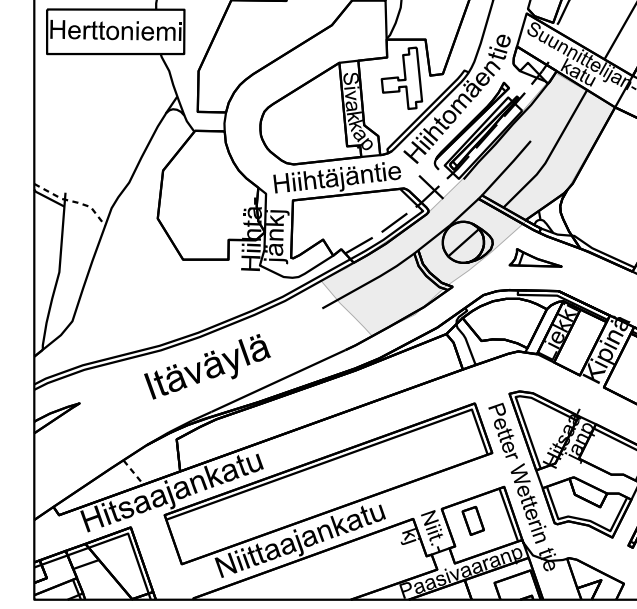 Herttoniemi
Suunnittelijan-
katu
Hiihtomäentie
Sivakkap
Hiihtäjäntie
Hiihtä-
jänkj
Itäväylä
Liekki
Kipinä
Hitsaa-
janp
Petter Wetterin tie
Hitsaajankatu
Niittaajankatu
Niit.-
kj
Paasivaaranp